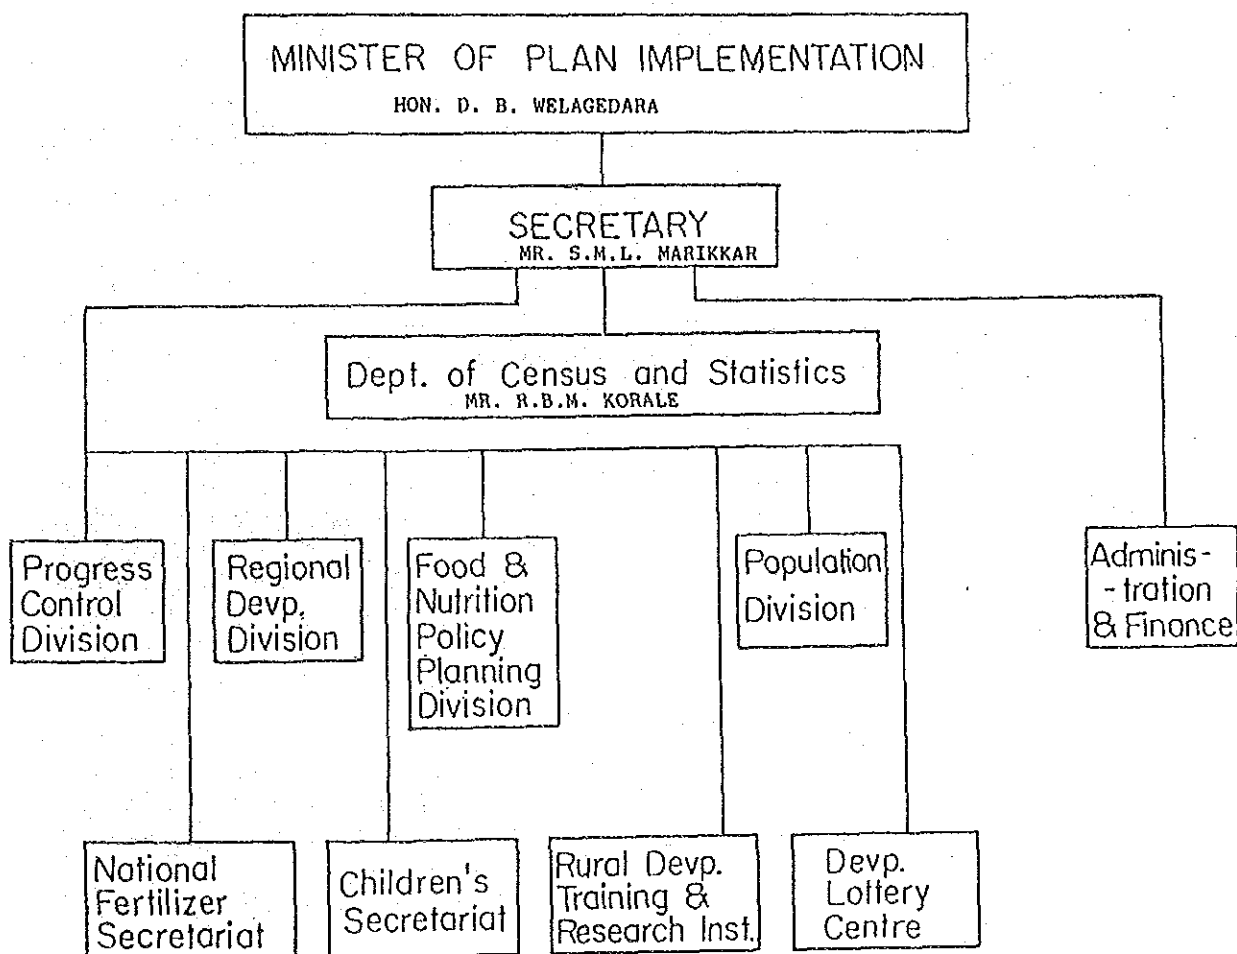 MINISTER OF PLAN IMPLEMENTATION
HON. D. B. WELAGEDARA
SECRETARY
MR. S.M.L. MARIKKAR
Dept. of Census and Statistics
MR. R.B.M. KORALE
Progress
Control
Division
Regional
Devp.
Division
Food &
Nutrition
Policy
Planning
Division
Population
Division
Adminis-
-tration
& Finance
National
Fertilizer
Secretariat
Children's
Secretariat
Rural Devp.
Training &
Research Inst.
Devp.
Lottery
Centre